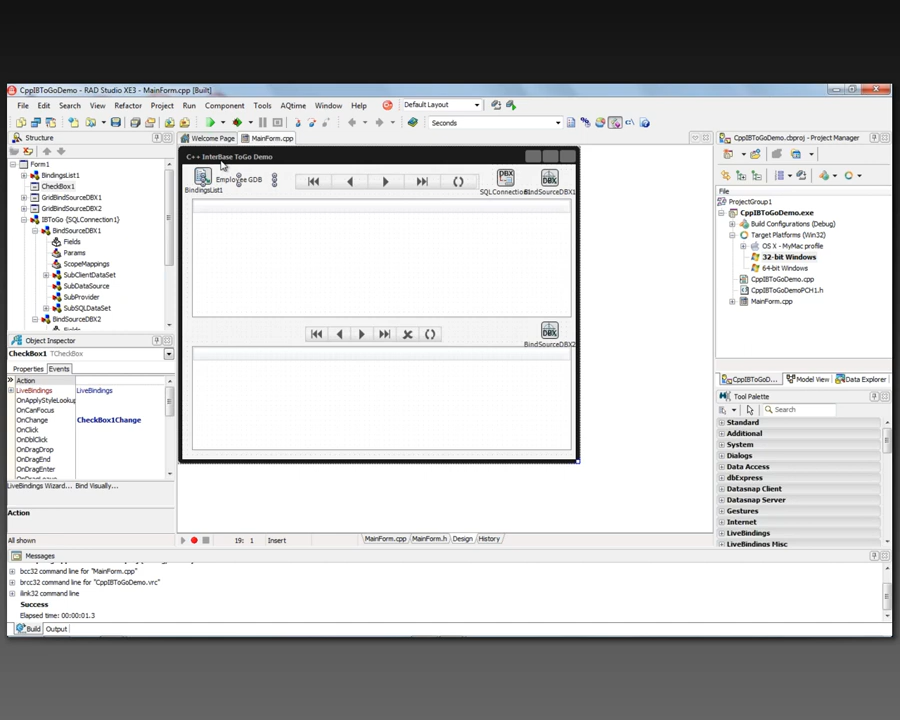 CppIBToGoDemo - RAD Studio XE3 - MainForm.cpp [Built]
File Edit Search View Refactor Project Run Component Tools AQtime Window Help Default Layout
Seconds
Structure
Welcome Page MainForm.cpp
CppIBToGoDemo.cbproj - Project Manager
Form1
BindingsList1
CheckBox1
GridBindSourceDBX1
GridBindSourceDBX2
IBToGo {SQLConnection1}
BindSourceDBX1
Fields
Params
ScopeMappings
SubClientDataSet
SubDataSource
SubProvider
SubSQLDataSet
BindSourceDBX2
C++ InterBase ToGo Demo
BindingsList1
DBX
DBX
BindSourceDBX1
DBX
BindSourceDBX2
File
ProjectGroup1
CppIBToGoDemo.exe
Build Configurations (Debug)
Target Platforms (Win32)
OS X - MyMac profile
32-bit Windows
64-bit Windows
CppIBToGoDemo.cpp
CppIBToGoDemoPCH1.h
MainForm.cpp
Object Inspector
CheckBox1 TCheckBox
Properties Events
Action
LiveBindings LiveBindings
OnApplyStyleLookup
OnCanFocus
OnChange CheckBox1Change
OnClick
OnDblClick
OnDragDrop
OnDragEnd
OnDragEnter
LiveBindings Wizard... Bind Visually...
Action
All shown
CppIBToGoD... Model View Data Explorer
Tool Palette
Search
Standard
Additional
System
Dialogs
Data Access
dbExpress
Datasnap Client
Datasnap Server
Gestures
Internet
LiveBindings
LiveBindings Misc
19: 1 Insert
MainForm.cpp MainForm.h Design History
Messages
bcc32 command line for "MainForm.cpp"
brcc32 command line for "CppIBToGoDemo.vrc"
ilink32 command line
Success
Elapsed time: 00:00:01.3
Build Output